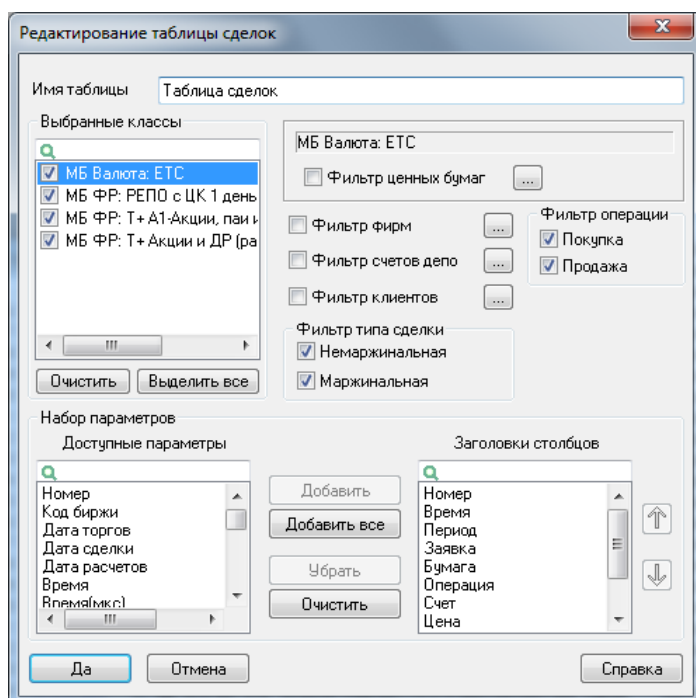 Редактирование таблицы сделок
Имя таблицы
Таблица сделок
Выбранные классы
МБ Валюта: ETC
МБ ФР: РЕПО с ЦК 1 день
МБ ФР: Т+ А1-Акции, паи и
МБ ФР: Т+ Акции и ДР (ра
Очистить
Выделить все
МБ Валюта: ETC
Фильтр ценных бумаг
...
Фильтр фирм
...
Фильтр счетов депо
...
Фильтр клиентов
...
Фильтр операции
Покупка
Продажа
Фильтр типа сделки
Немаржинальная
Маржинальная
Набор параметров
Доступные параметры
Номер
Код биржи
Дата торгов
Дата сделки
Дата расчетов
Время
Время(мкс)
Добавить
Добавить все
Убрать
Очистить
Заголовки столбцов
Номер
Время
Период
Заявка
Бумага
Операция
Счет
Цена
Да
Отмена
Справка